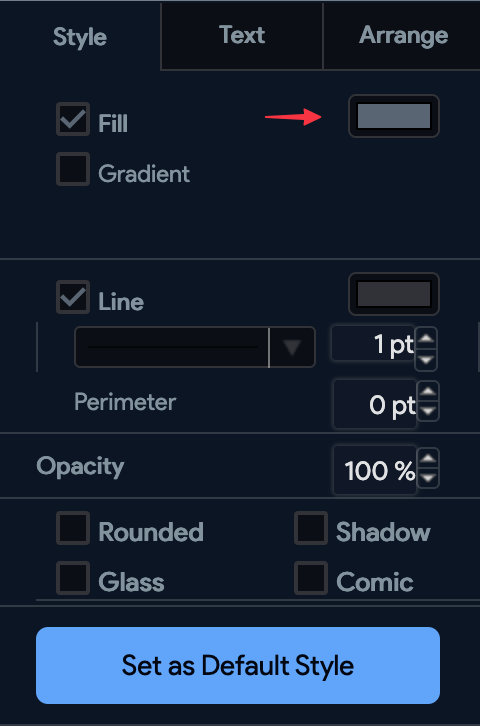 Style Text Arrange
Fill
Gradient
Line
1 pt
Perimeter 0 pt
Opacity 100 %
Rounded Shadow
Glass Comic
Set as Default Style